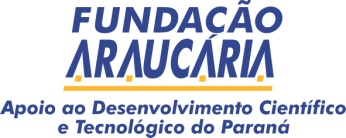 FUNDAÇÃO
ARAUCÁRIA
Apoio ao Desenvolvimento Científico
e Tecnológico do Paraná